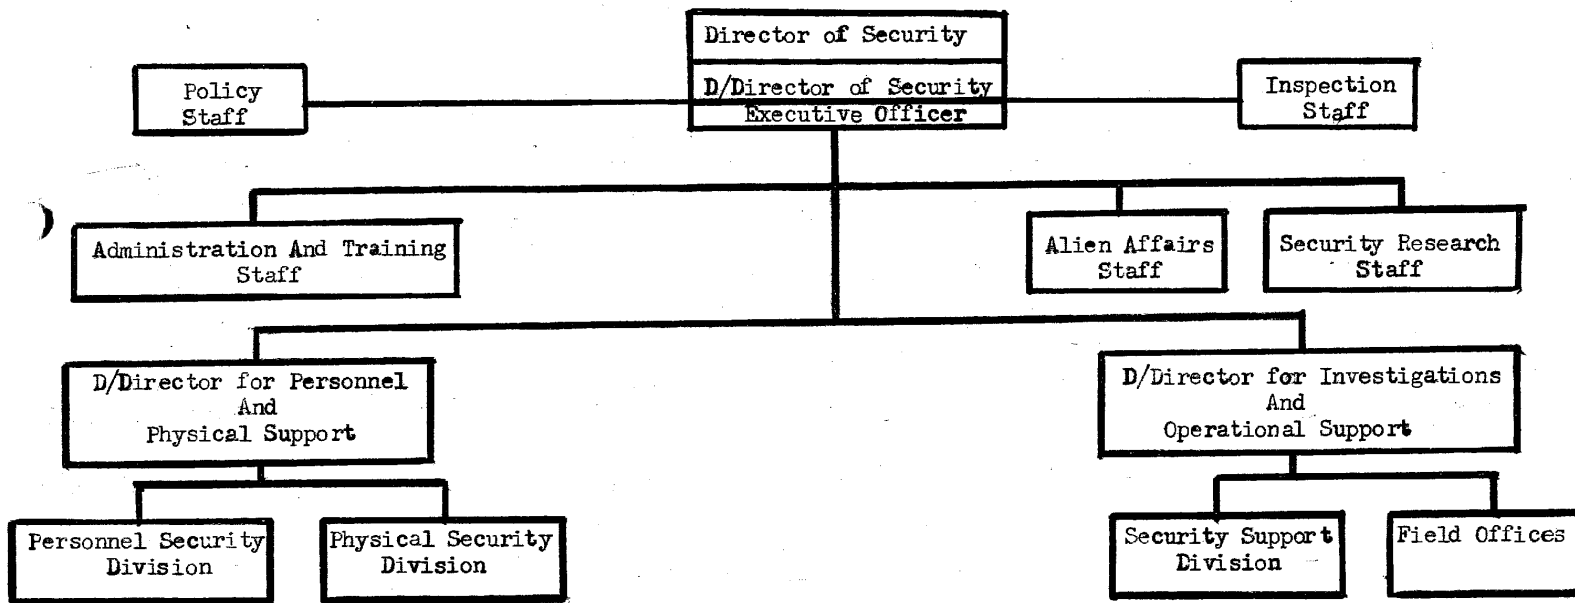 Director of Security
D/Director of Security
Executive Officer
Policy
Staff
Inspection
Staff
Administration And Training
Staff
Alien Affairs
Staff
Security Research
Staff
D/Director for Personnel
And
Physical Support
D/Director for Investigations
And
Operational Support
Personnel Security
Division
Physical Security
Division
Security Support
Division
Field Offices